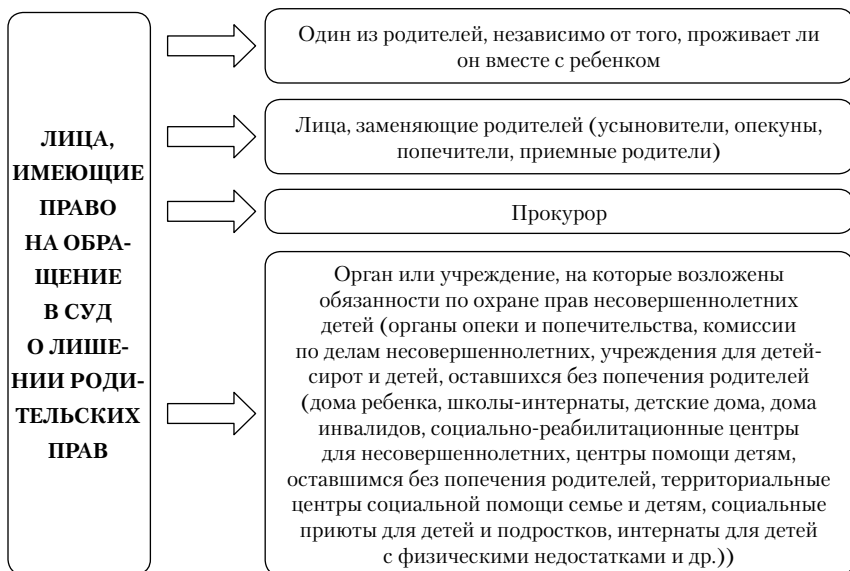 ЛИЦА,
ИМЕЮЩИЕ
ПРАВО
НА ОБРА-
ЩЕНИЕ
В СУД
О ЛИШЕ-
НИИ РОДИ-
ТЕЛЬСКИХ
ПРАВ
Один из родителей, независимо от того, проживает ли
он вместе с ребенком
Лица, заменяющие родителей (усыновители, опекуны,
попечители, приемные родители)
Прокурор
Орган или учреждение, на которые возложены
обязанности по охране прав несовершеннолетних
детей (органы опеки и попечительства, комиссии
по делам несовершеннолетних, учреждения для детей-
сирот и детей, оставшихся без попечения родителей
(дома ребенка, школы-интернаты, детские дома, дома
инвалидов, социально-реабилитационные центры
для несовершеннолетних, центры помощи детям,
оставшимся без попечения родителей, территориальные
центры социальной помощи семье и детям, социальные
приюты для детей и подростков, интернаты для детей
с физическими недостатками и др.))